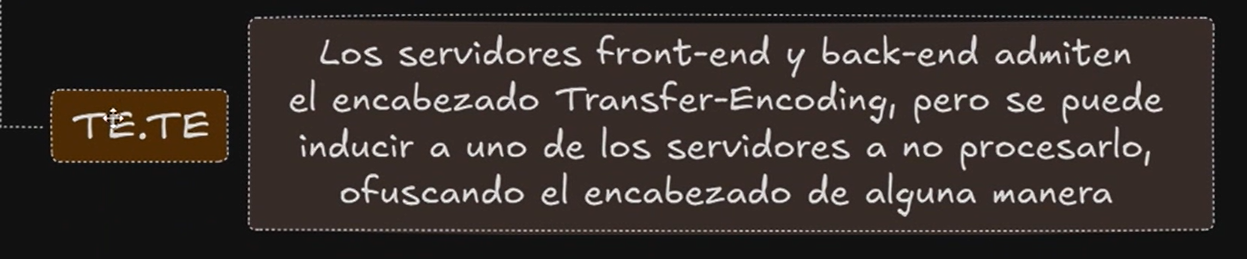 TE.TE
Los servidores front-end y back-end admiten
el encabezado Transfer-Encoding, pero se puede
inducir a uno de los servidores a no procesarlo,
ofuscando el encabezado de alguna manera